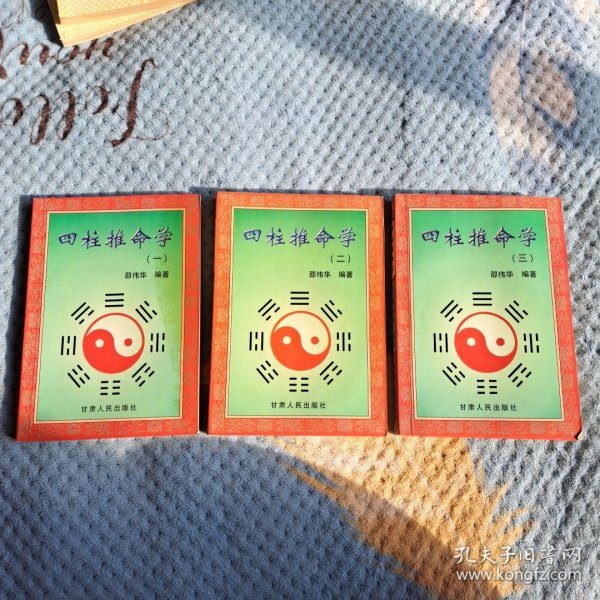 四柱推命学
(一)
邵伟华 编著
甘肃人民出版社
四柱推命学
(二)
邵伟华 编著
甘肃人民出版社
四柱推命学
(三)
邵伟华 编著
甘肃人民出版社
孔夫子旧书网
www.kongfz.com